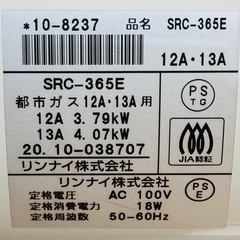 *10-8237 品名 SRC-365E
12A・13A
SRC-365E
都市ガス12A・13A用
12A 3.79kW
13A 4.07kW
20.10-038707
リンナイ株式会社
PS
TG
JIA認証
リンナイ株式会社
定格電圧 AC 100V
定格消費電力 18W
定格周波数 50-60Hz
PS
E